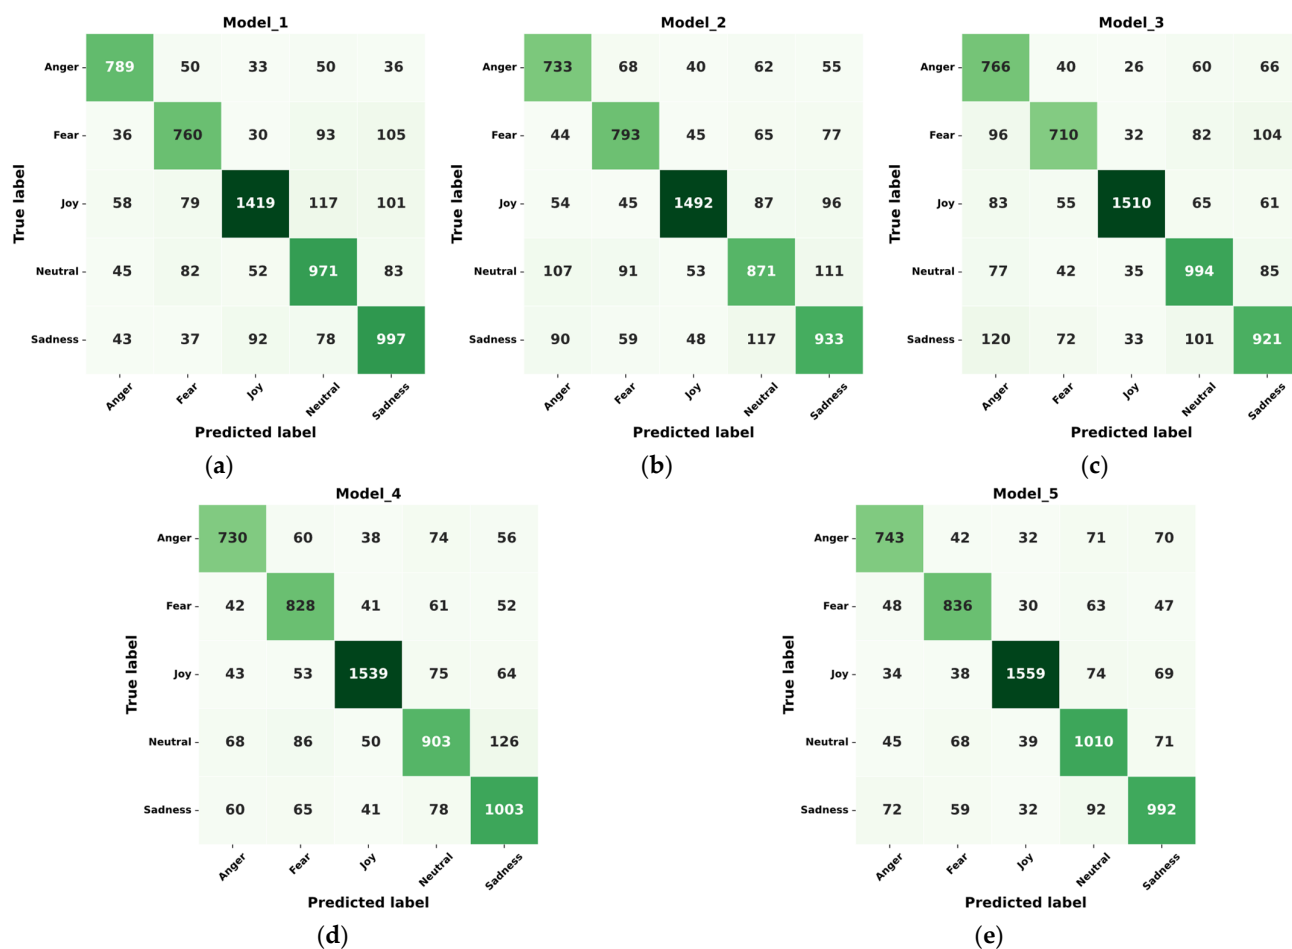 Model_1
Anger 789 50 33 50 36
Fear 36 760 30 93 105
Joy 58 79 1419 117 101
Neutral 45 82 52 971 83
Sadness 43 37 92 78 997
Anger Fear Joy Neutral Sadness
True label
Predicted label
(a)
Model_2
Anger 733 68 40 62 55
Fear 44 793 45 65 77
Joy 54 45 1492 87 96
Neutral 107 91 53 871 111
Sadness 90 59 48 117 933
Anger Fear Joy Neutral Sadness
True label
Predicted label
(b)
Model_3
Anger 766 40 26 60 66
Fear 96 710 32 82 104
Joy 83 55 1510 65 61
Neutral 77 42 35 994 85
Sadness 120 72 33 101 921
Anger Fear Joy Neutral Sadness
True label
Predicted label
(c)
Model_4
Anger 730 60 38 74 56
Fear 42 828 41 61 52
Joy 43 53 1539 75 64
Neutral 68 86 50 903 126
Sadness 60 65 41 78 1003
Anger Fear Joy Neutral Sadness
True label
Predicted label
(d)
Model_5
Anger 743 42 32 71 70
Fear 48 836 30 63 47
Joy 34 38 1559 74 69
Neutral 45 68 39 1010 71
Sadness 72 59 32 92 992
Anger Fear Joy Neutral Sadness
True label
Predicted label
(e)